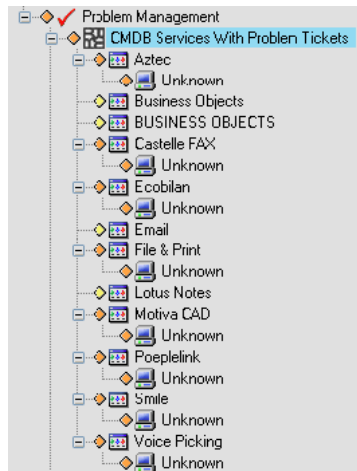 Problem Management
CMDB Services With Problem Tickets
Aztec
Unknown
Business Objects
BUSINESS OBJECTS
Castelle FAX
Unknown
Ecobilan
Unknown
Email
File & Print
Unknown
Lotus Notes
Motiva CAD
Unknown
Poeplelink
Unknown
Smile
Unknown
Voice Picking
Unknown